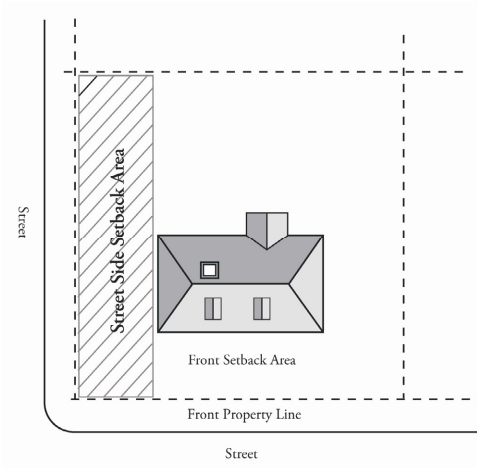 Street
Street Side Setback Area
Front Setback Area
Front Property Line
Street